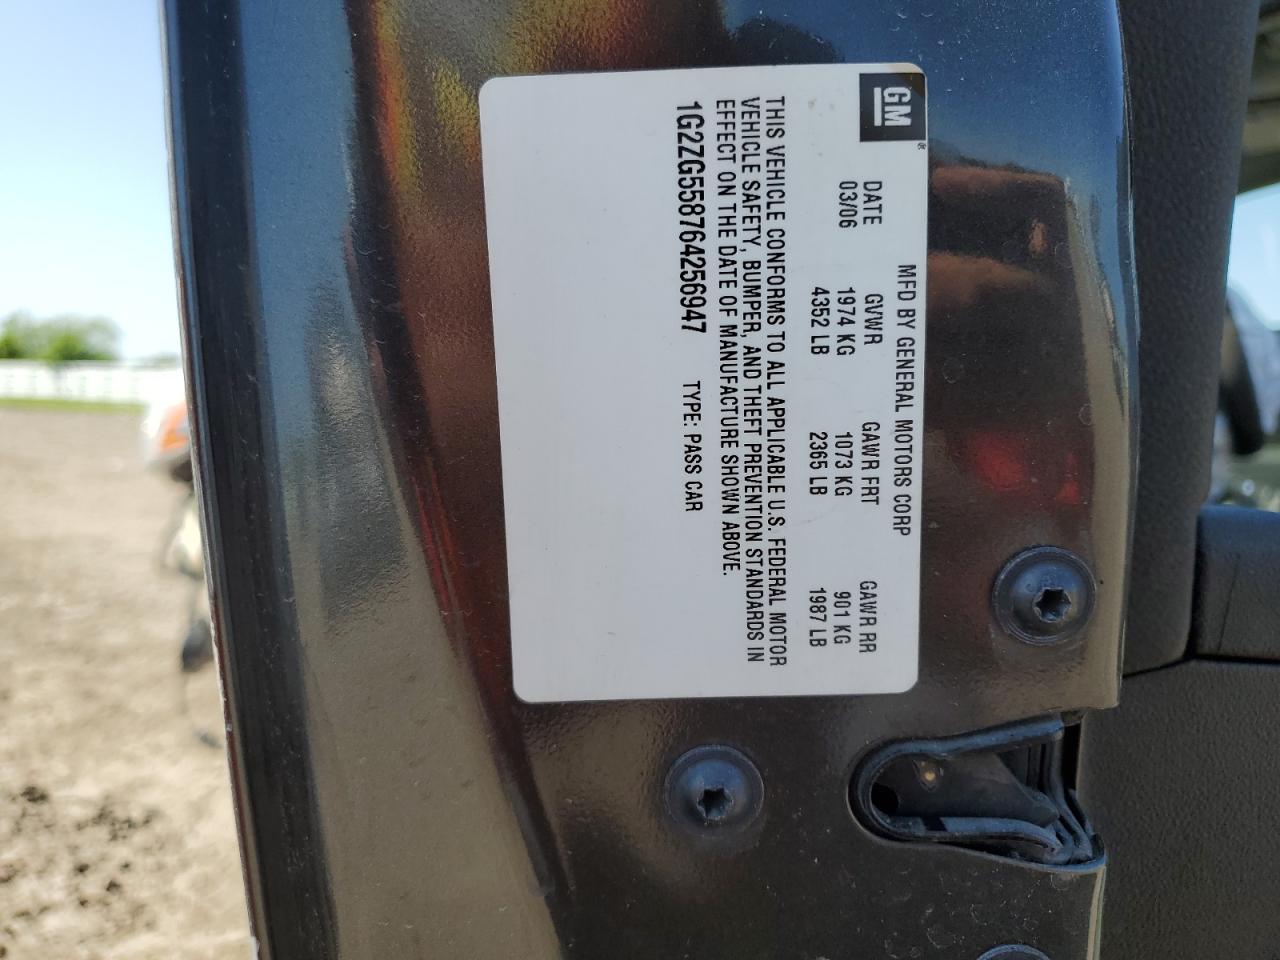 GM
MFD BY GENERAL MOTORS CORP
DATE GVWR GAWR FRT GAWR RR
03/06 1974 KG 1073 KG 901 KG
4352 LB 2365 LB 1987 LB
THIS VEHICLE CONFORMS TO ALL APPLICABLE U.S. FEDERAL MOTOR
VEHICLE SAFETY, BUMPER, AND THEFT PREVENTION STANDARDS IN
EFFECT ON THE DATE OF MANUFACTURE SHOWN ABOVE.
1G2ZG558764256947 TYPE: PASS CAR